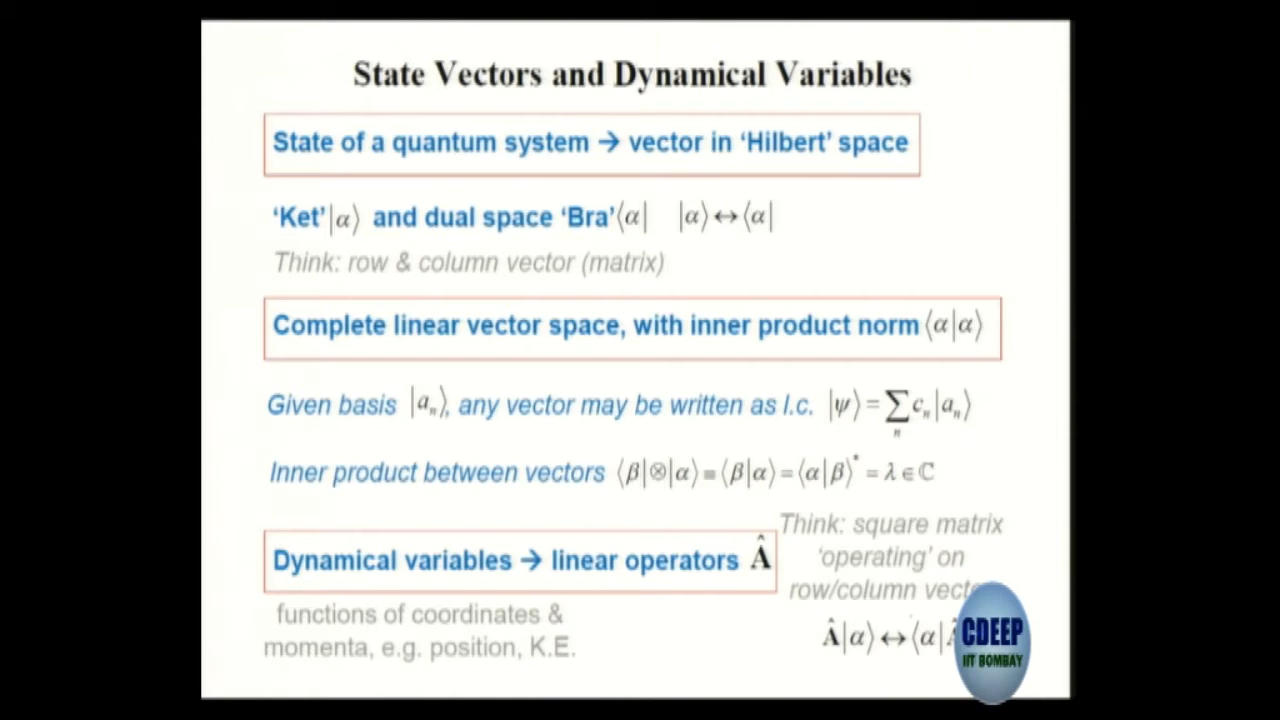 State Vectors and Dynamical Variables
State of a quantum system → vector in ‘Hilbert’ space
‘Ket’ |α⟩ and dual space ‘Bra’ ⟨α| |α⟩ ↔ ⟨α|
Think: row & column vector (matrix)
Complete linear vector space, with inner product norm ⟨α|α⟩
Given basis |aₙ⟩, any vector may be written as l.c. |ψ⟩ = ∑ₙ cₙ|aₙ⟩
Inner product between vectors ⟨β|⊗|α⟩ ≡ ⟨β|α⟩ = ⟨α|β⟩* = λ ∈ ℂ
Dynamical variables → linear operators Â
functions of coordinates &
momenta, e.g. position, K.E.
Think: square matrix
‘operating’ on
row/column
Â|α⟩ ↔ ⟨α|
CDEEP
IIT BOMBAY